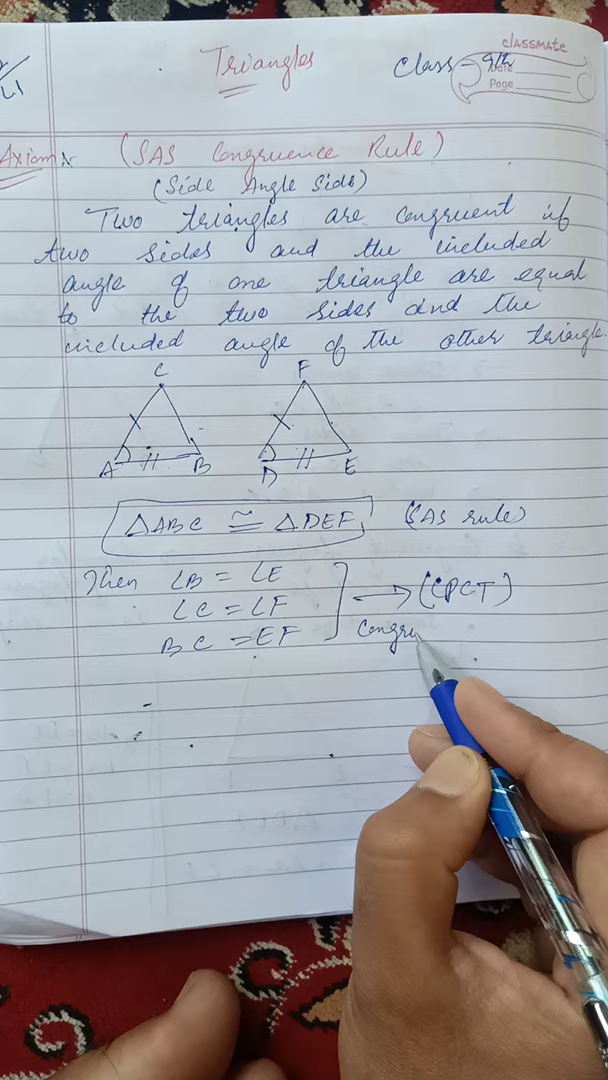 classmate
Triangles Class - 9th
Date
Page
Axiom :- (SAS Congruence Rule)
(Side Angle Side)
Two triangles are congruent if
two sides and the included
angle of one triangle are equal
to the two sides and the
included angle of the other triangle.
C F
A B D E
△ABC ≅ △DEF (SAS rule)
Then ∠B = ∠E
∠C = ∠F → (CPCT)
BC = EF Congru